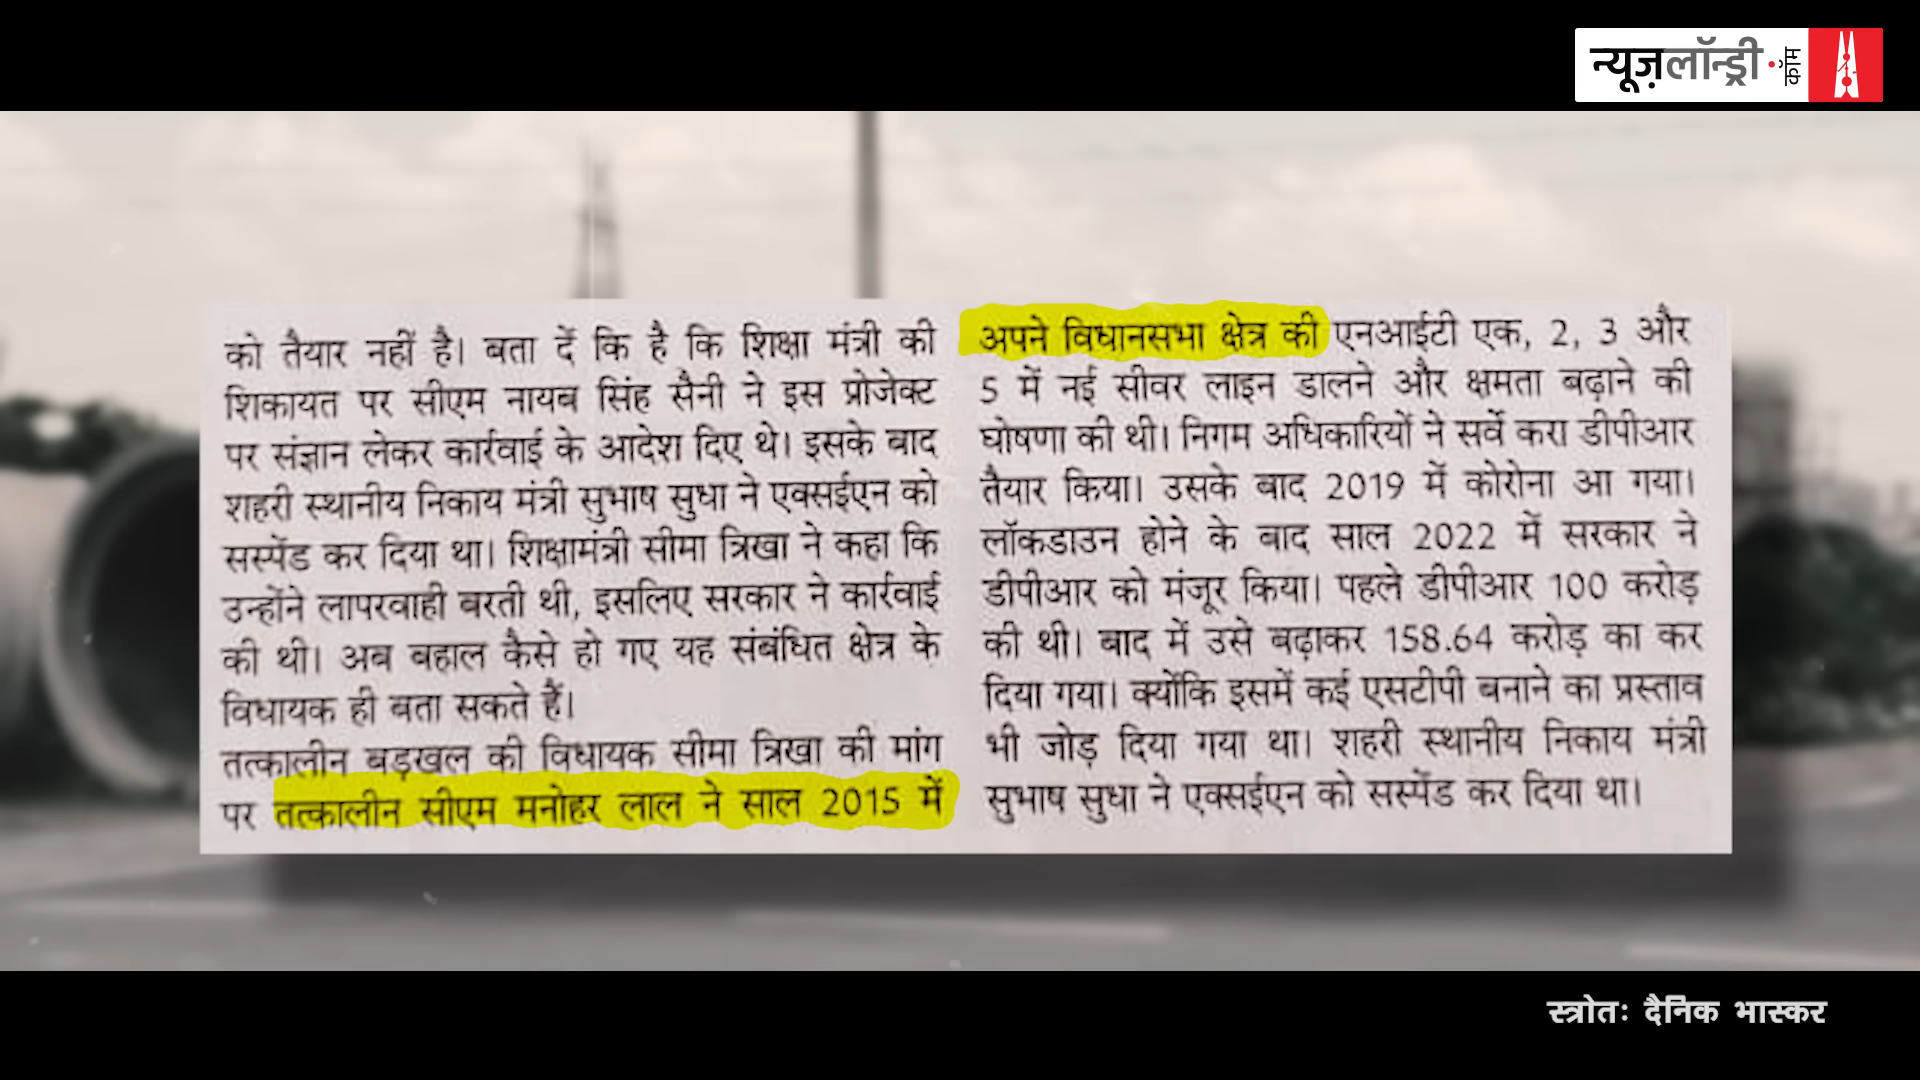 न्यूज़लॉन्ड्री.कॉम
को तैयार नहीं है। बता दें कि है कि शिक्षा मंत्री की
शिकायत पर सीएम नायब सिंह सैनी ने इस प्रोजेक्ट
पर संज्ञान लेकर कार्रवाई के आदेश दिए थे। इसके बाद
शहरी स्थानीय निकाय मंत्री सुभाष सुधा ने एक्सईएन को
सस्पेंड कर दिया था। शिक्षामंत्री सीमा त्रिखा ने कहा कि
उन्होंने लापरवाही बरती थी, इसलिए सरकार ने कार्रवाई
की थी। अब बहाल कैसे हो गए यह संबंधित क्षेत्र के
विधायक ही बता सकते हैं।
तत्कालीन बड़खल की विधायक सीमा त्रिखा की मांग
पर तत्कालीन सीएम मनोहर लाल ने साल 2015 में
अपने विधानसभा क्षेत्र की एनआईटी एक, 2, 3 और
5 में नई सीवर लाइन डालने और क्षमता बढ़ाने की
घोषणा की थी। निगम अधिकारियों ने सर्वे करा डीपीआर
तैयार किया। उसके बाद 2019 में कोरोना आ गया।
लॉकडाउन होने के बाद साल 2022 में सरकार ने
डीपीआर को मंजूर किया। पहले डीपीआर 100 करोड़
की थी। बाद में उसे बढ़ाकर 158.64 करोड़ का कर
दिया गया। क्योंकि इसमें कई एसटीपी बनाने का प्रस्ताव
भी जोड़ दिया गया था। शहरी स्थानीय निकाय मंत्री
सुभाष सुधा ने एक्सईएन को सस्पेंड कर दिया था।
स्त्रोतः दैनिक भास्कर